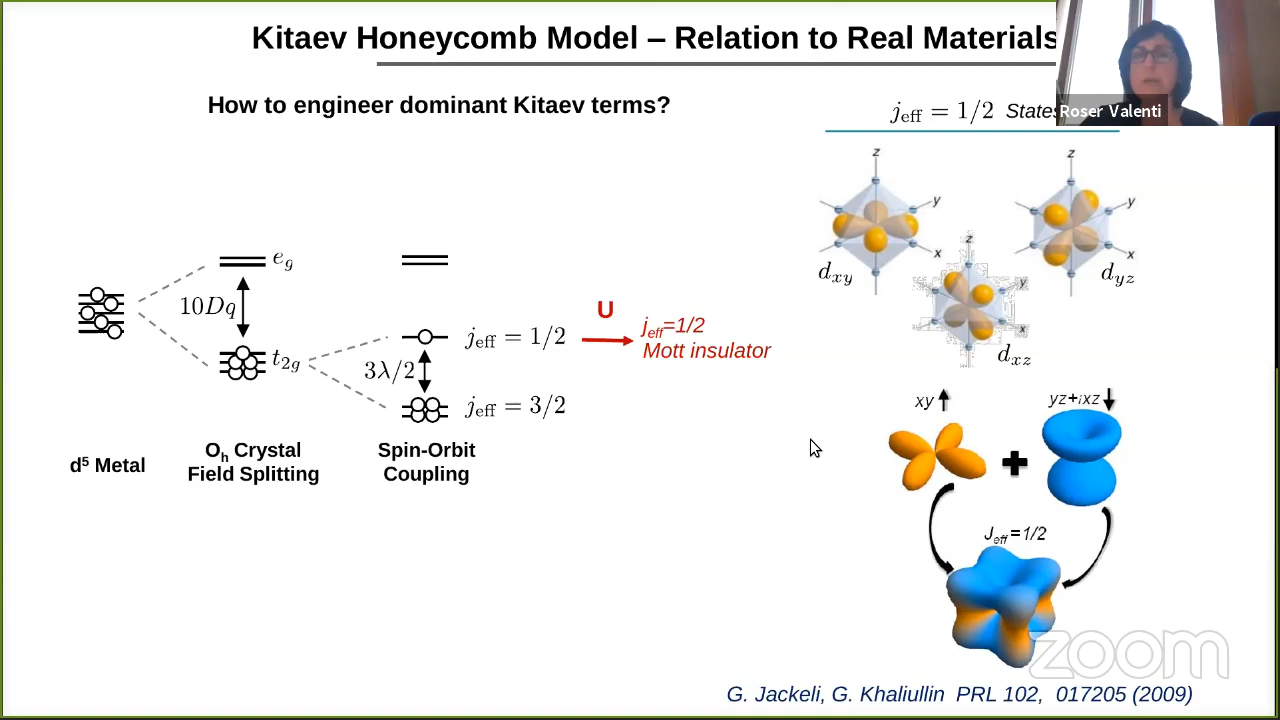 Kitaev Honeycomb Model – Relation to Real Materials
How to engineer dominant Kitaev terms?
j_eff = 1/2 States
Roser Valenti
z
y
x
d_xy
z
y
x
d_yz
z
y
x
d_xz
e_g
10Dq
t_2g
j_eff = 1/2
3λ/2
j_eff = 3/2
U
j_eff=1/2
Mott insulator
d⁵ Metal
O_h Crystal
Field Splitting
Spin-Orbit
Coupling
xy
yz+ixz
J_eff=1/2
zoom
G. Jackeli, G. Khaliullin PRL 102, 017205 (2009)